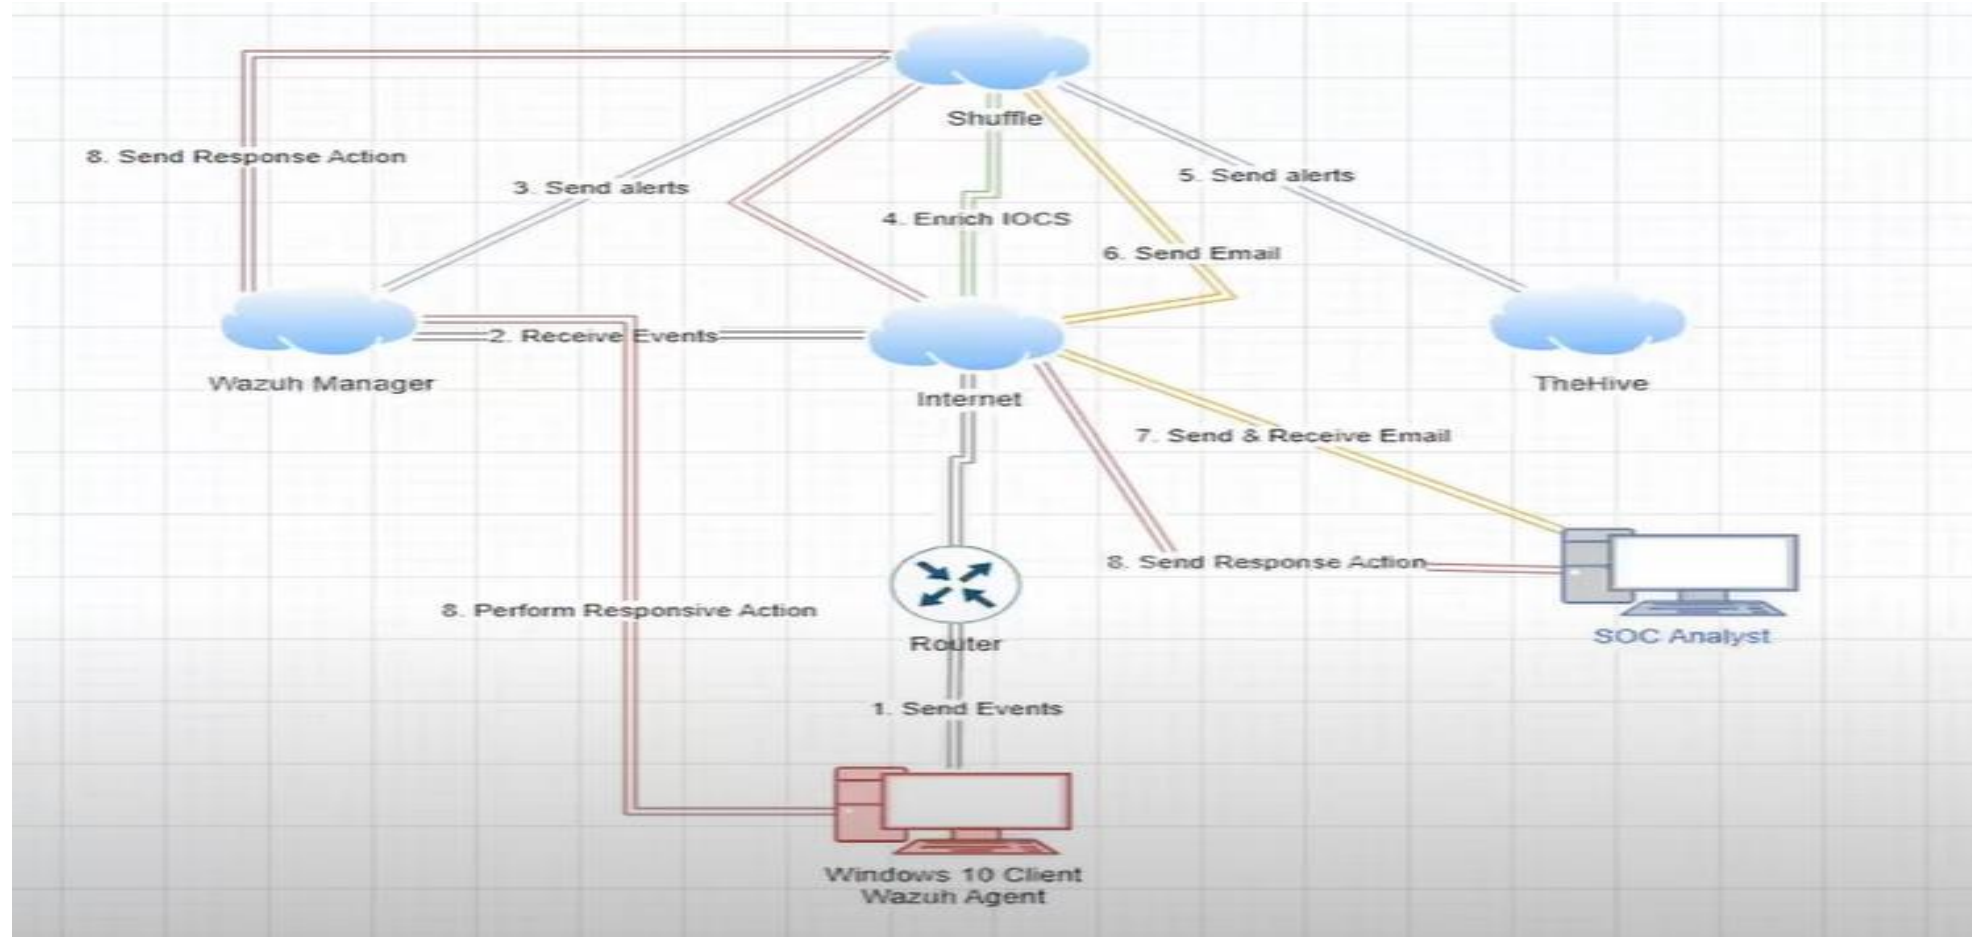 Shuffle
8. Send Response Action
5. Send alerts
3. Send alerts
4. Enrich IOCS
6. Send Email
2. Receive Events
Wazuh Manager
Internet
TheHive
7. Send & Receive Email
8. Send Response Action
8. Perform Responsive Action
Router
SOC Analyst
1. Send Events
Windows 10 Client
Wazuh Agent